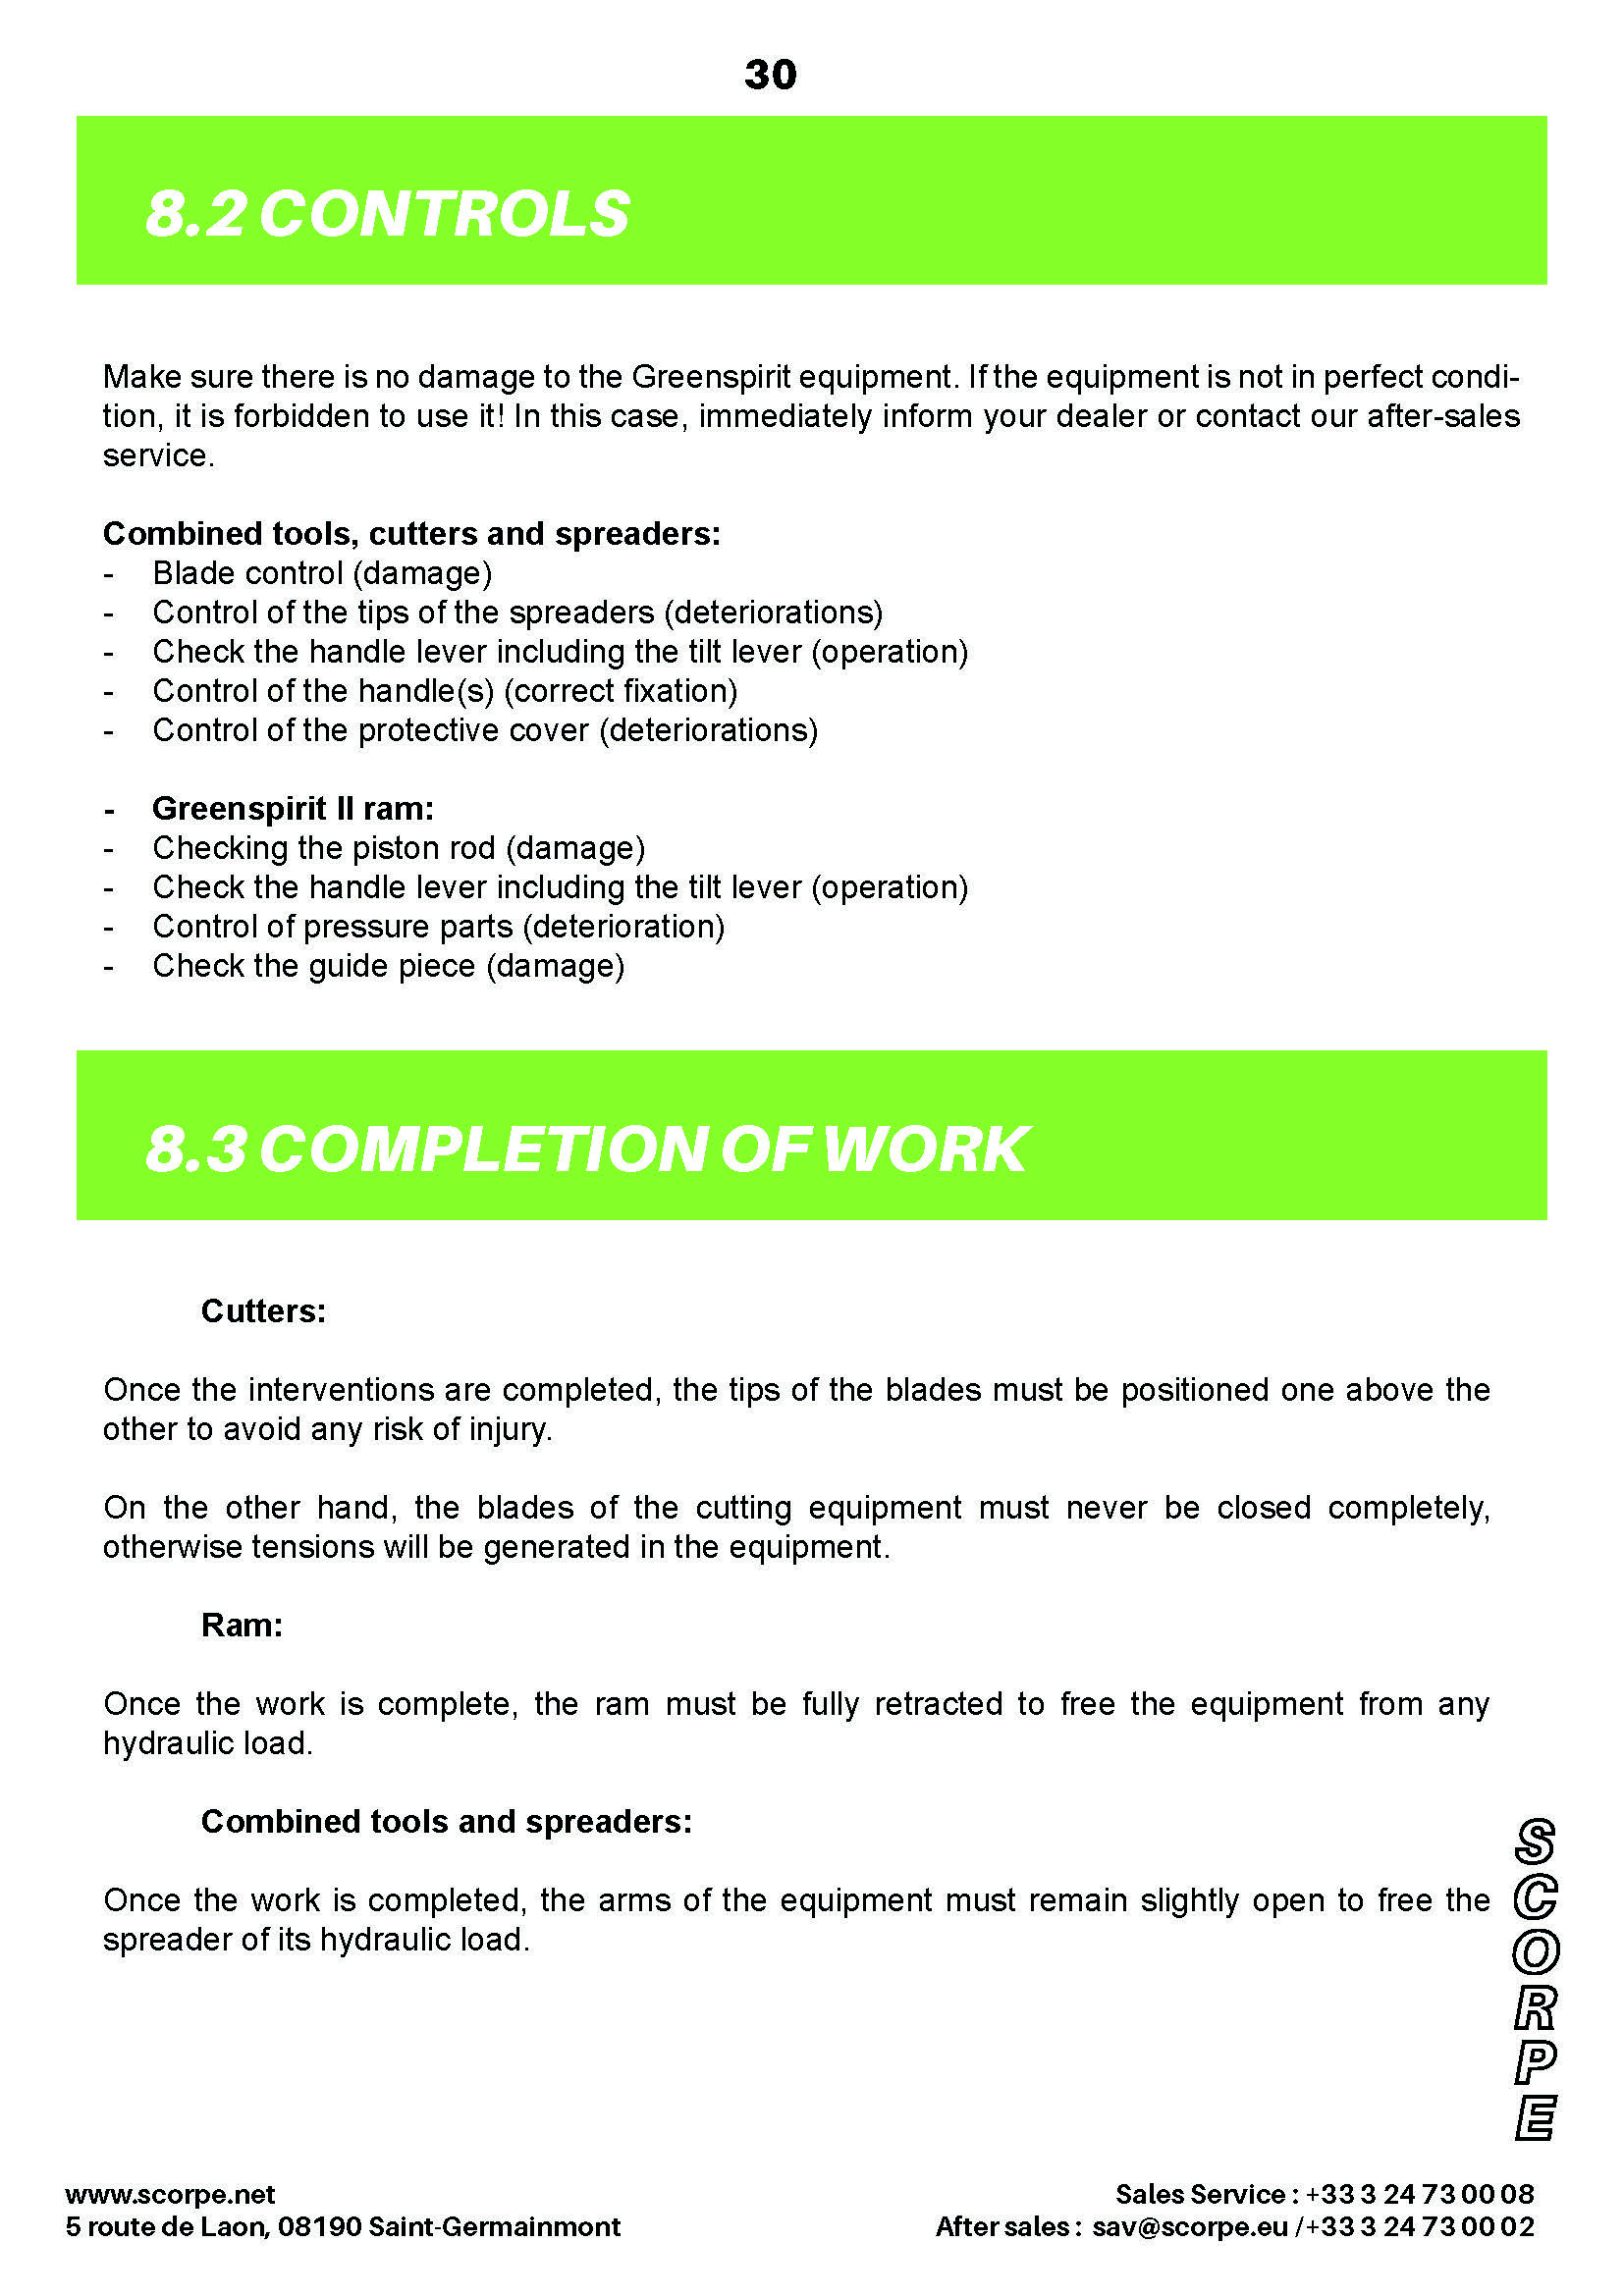 30
8.2 CONTROLS
Make sure there is no damage to the Greenspirit equipment. If the equipment is not in perfect condi-
tion, it is forbidden to use it! In this case, immediately inform your dealer or contact our after-sales
service.
Combined tools, cutters and spreaders:
- Blade control (damage)
- Control of the tips of the spreaders (deteriorations)
- Check the handle lever including the tilt lever (operation)
- Control of the handle(s) (correct fixation)
- Control of the protective cover (deteriorations)
- Greenspirit II ram:
- Checking the piston rod (damage)
- Check the handle lever including the tilt lever (operation)
- Control of pressure parts (deterioration)
- Check the guide piece (damage)
8.3 COMPLETION OF WORK
Cutters:
Once the interventions are completed, the tips of the blades must be positioned one above the
other to avoid any risk of injury.
On the other hand, the blades of the cutting equipment must never be closed completely,
otherwise tensions will be generated in the equipment.
Ram:
Once the work is complete, the ram must be fully retracted to free the equipment from any
hydraulic load.
Combined tools and spreaders:
Once the work is completed, the arms of the equipment must remain slightly open to free the
spreader of its hydraulic load.
SCORPE
www.scorpe.net
5 route de Laon, 08190 Saint-Germainmont
Sales Service : +33 3 24 73 00 08
After sales : sav@scorpe.eu /+33 3 24 73 00 02